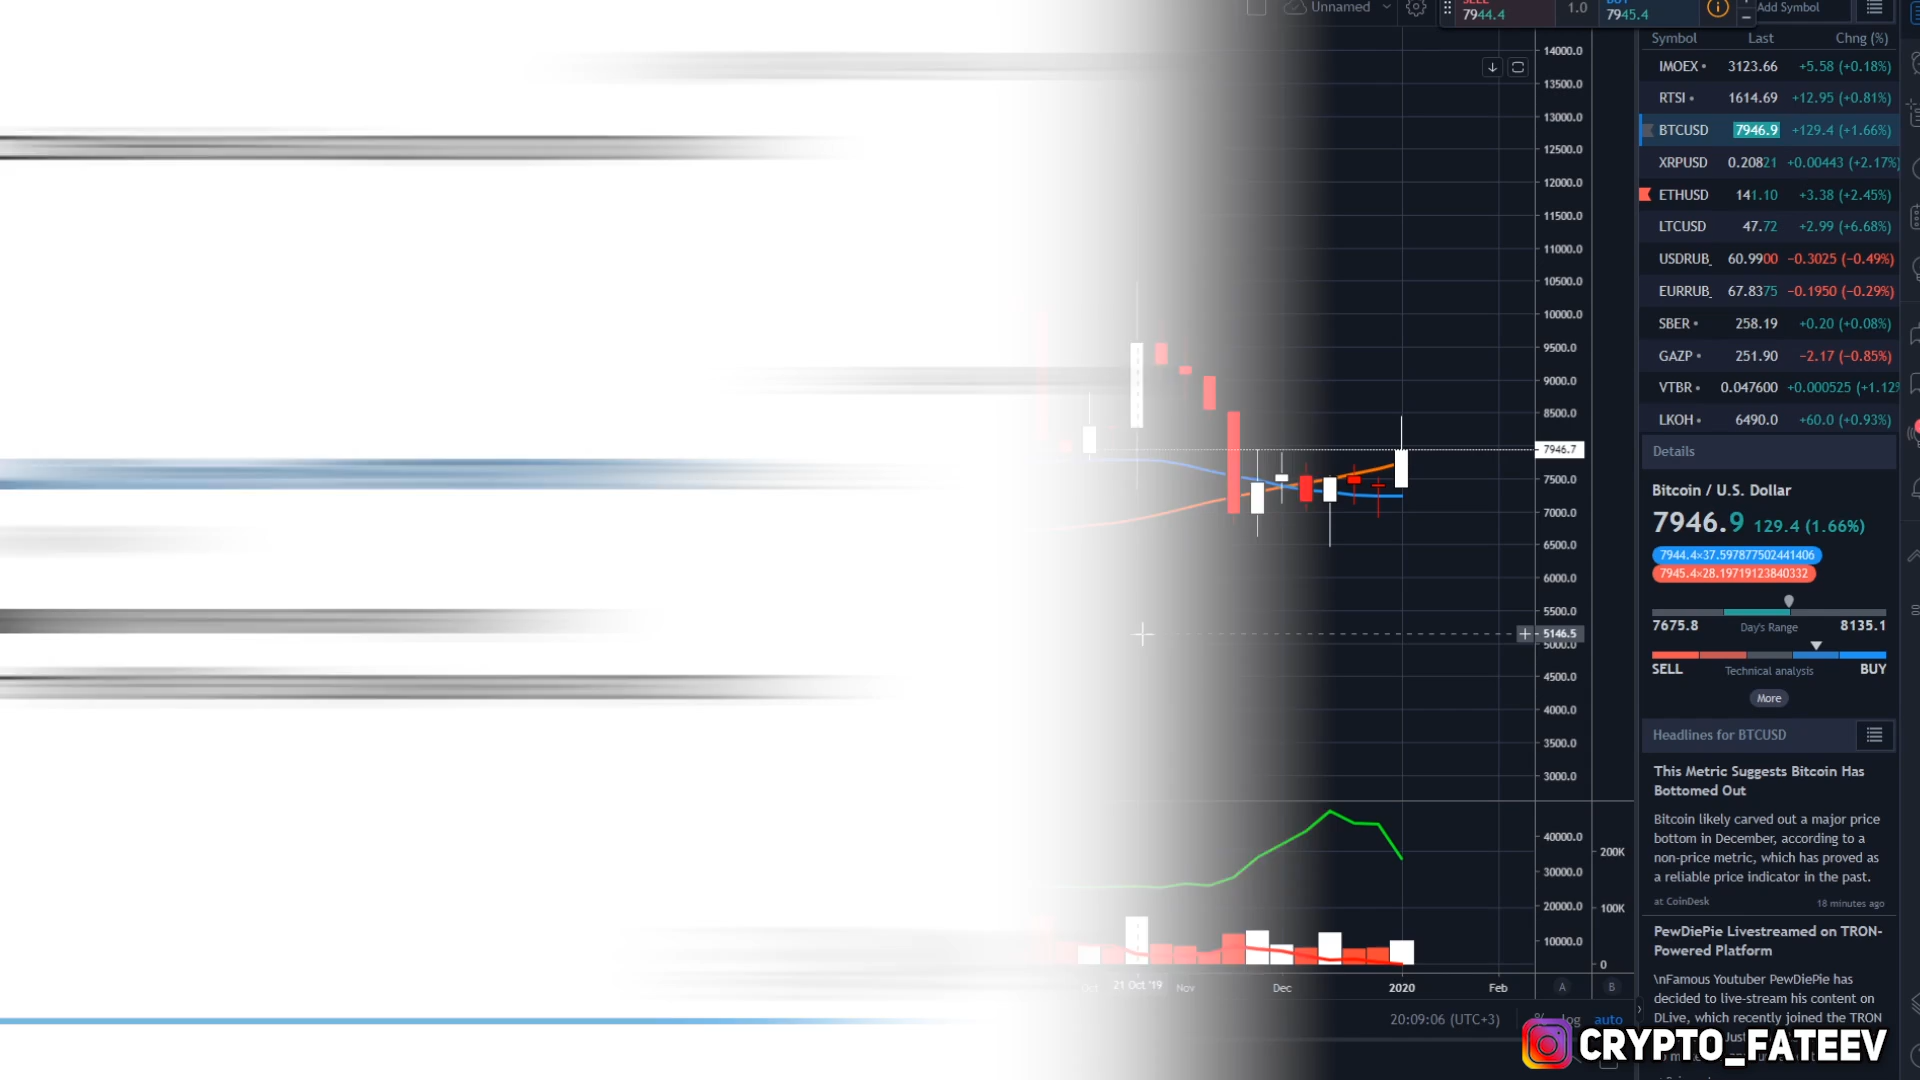 Unnamed
SELL
7944.4
1.0
BUY
7945.4
Add Symbol
Symbol Last Chng (%)
IMOEX 3123.66 +5.58 (+0.18%)
RTSI 1614.69 +12.95 (+0.81%)
BTCUSD 7946.9 +129.4 (+1.66%)
XRPUSD 0.20821 +0.00443 (+2.17%)
ETHUSD 141.10 +3.38 (+2.45%)
LTCUSD 47.72 +2.99 (+6.68%)
USDRUB_ 60.9900 −0.3025 (−0.49%)
EURRUB_ 67.8375 −0.1950 (−0.29%)
SBER 258.19 +0.20 (+0.08%)
GAZP 251.90 −2.17 (−0.85%)
VTBR 0.047600 +0.000525 (+1.12%
LKOH 6490.0 +60.0 (+0.93%)
14000.0
13500.0
13000.0
12500.0
12000.0
11500.0
11000.0
10500.0
10000.0
9500.0
9000.0
8500.0
7946.7
7500.0
7000.0
6500.0
6000.0
5500.0
5146.5
5000.0
4500.0
4000.0
3500.0
3000.0
40000.0
30000.0
20000.0
10000.0
200K
100K
0
Oct 21 Oct '19 Nov Dec 2020 Feb
A B
20:09:06 (UTC+3) % log auto
Details
Bitcoin / U.S. Dollar
7946.9 129.4 (1.66%)
7944.4×37.597877502441406
7945.4×28.19719123840332
7675.8 Day's Range 8135.1
SELL Technical analysis BUY
More
Headlines for BTCUSD
This Metric Suggests Bitcoin Has
Bottomed Out
Bitcoin likely carved out a major price
bottom in December, according to a
non-price metric, which has proved as
a reliable price indicator in the past.
at CoinDesk 18 minutes ago
PewDiePie Livestreamed on TRON-
Powered Platform
\nFamous Youtuber PewDiePie has
decided to live-stream his content on
DLive, which recently joined the TRON
CRYPTO_FATEEV